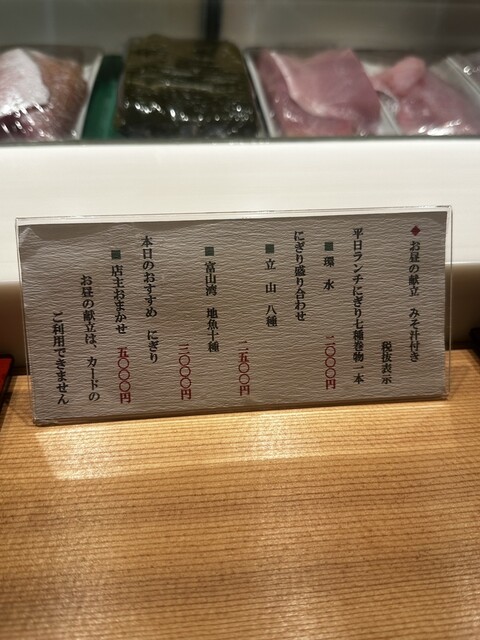 ◆お昼の献立 みそ汁付き
税抜表示
平日ランチにぎり七種巻物一本
■環 水
二〇〇〇円
にぎり盛り合わせ
■立 山 八種
二五〇〇円
■富山湾 地魚十種
三〇〇〇円
本日のおすすめ にぎり
■店主おまかせ 五〇〇〇円
お昼の献立は、カードの
ご利用できません